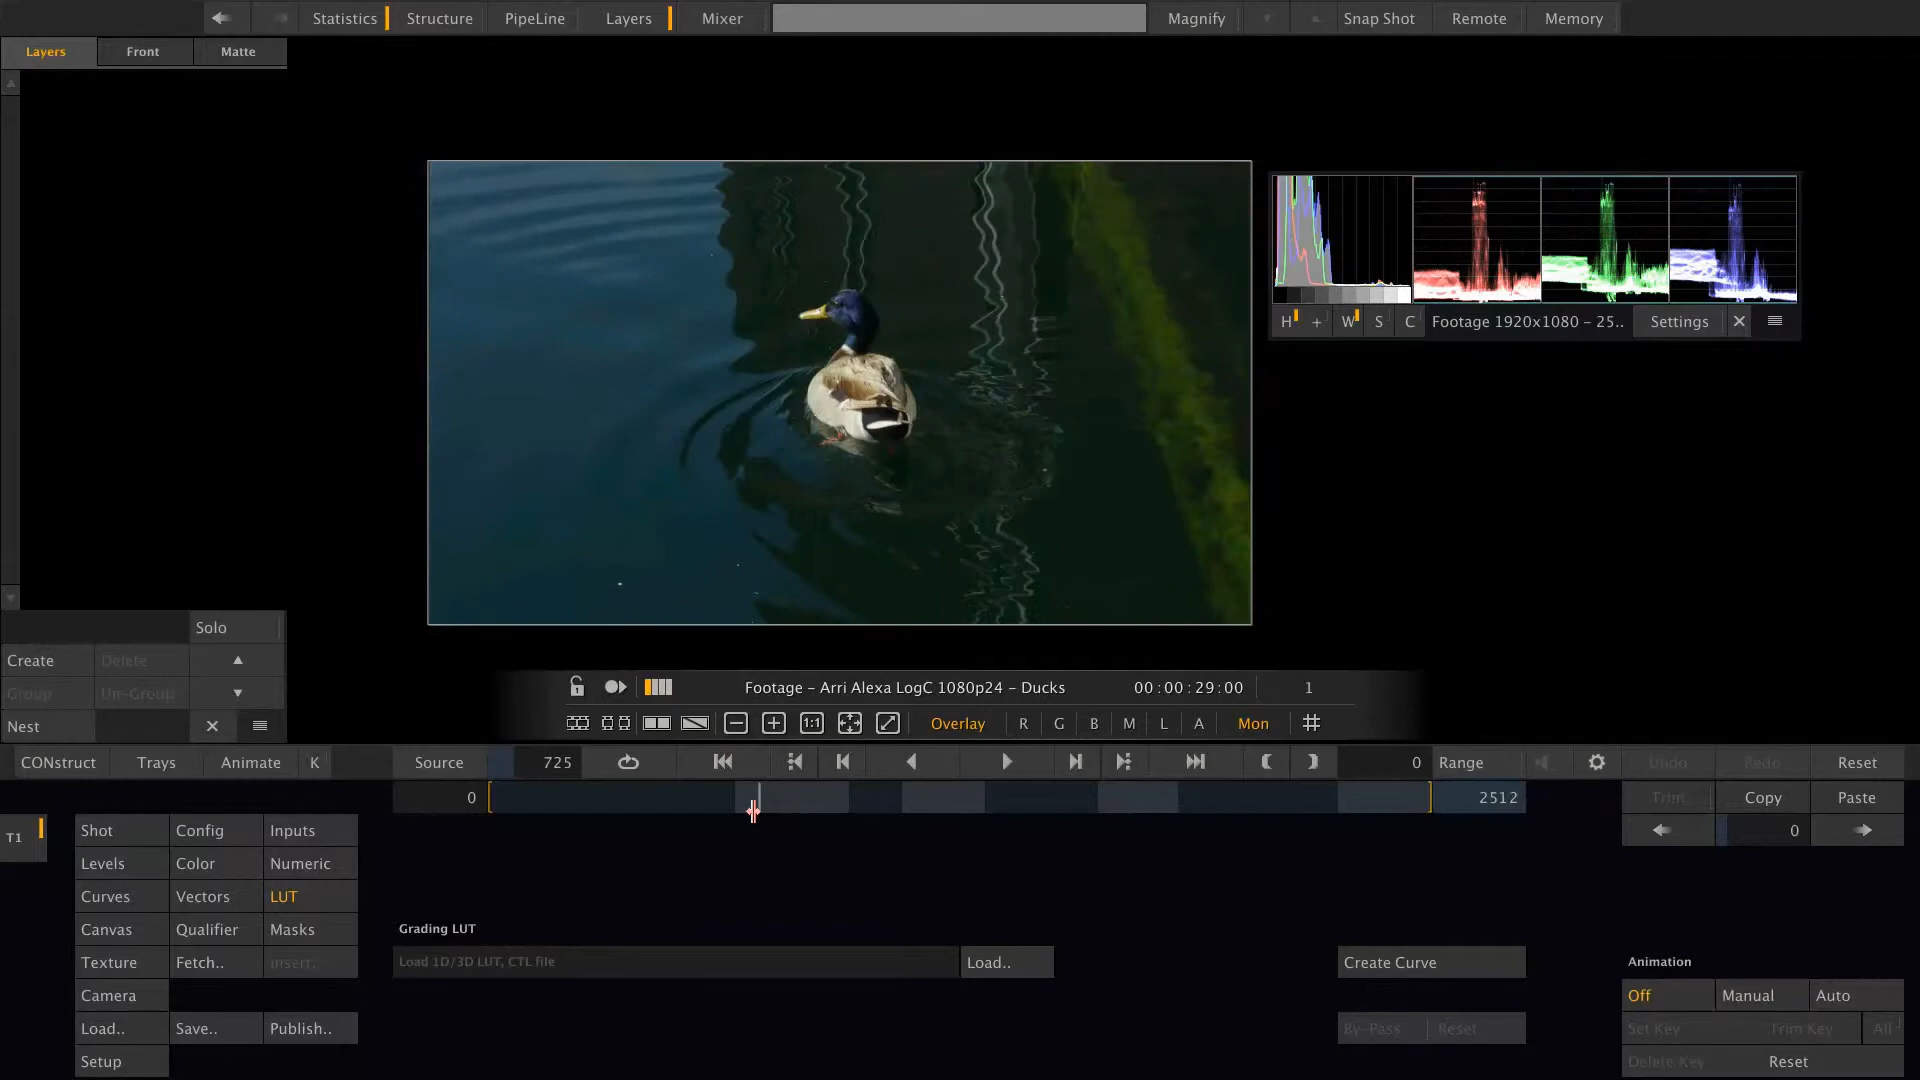 Statistics Structure PipeLine Layers Mixer Magnify Snap Shot Remote Memory
Layers Front Matte
H + W S C Footage 1920x1080 - 25.. Settings
Solo
Create Delete
Group Un-Group
Nest
Footage - Arri Alexa LogC 1080p24 - Ducks 00:00:29:00 1
1:1 Overlay R G B M L A Mon
CONstruct Trays Animate K Source 725 0 Range Undo Redo Reset
0 2512 Trim Copy Paste
T1 Shot Config Inputs 0
Levels Color Numeric
Curves Vectors LUT
Canvas Qualifier Masks Grading LUT
Texture Fetch.. Insert.. Load 1D/3D LUT, CTL file Load.. Create Curve Animation
Camera Off Manual Auto
Load.. Save.. Publish.. By-Pass Reset Set Key Trim Key All
Setup Delete Key Reset